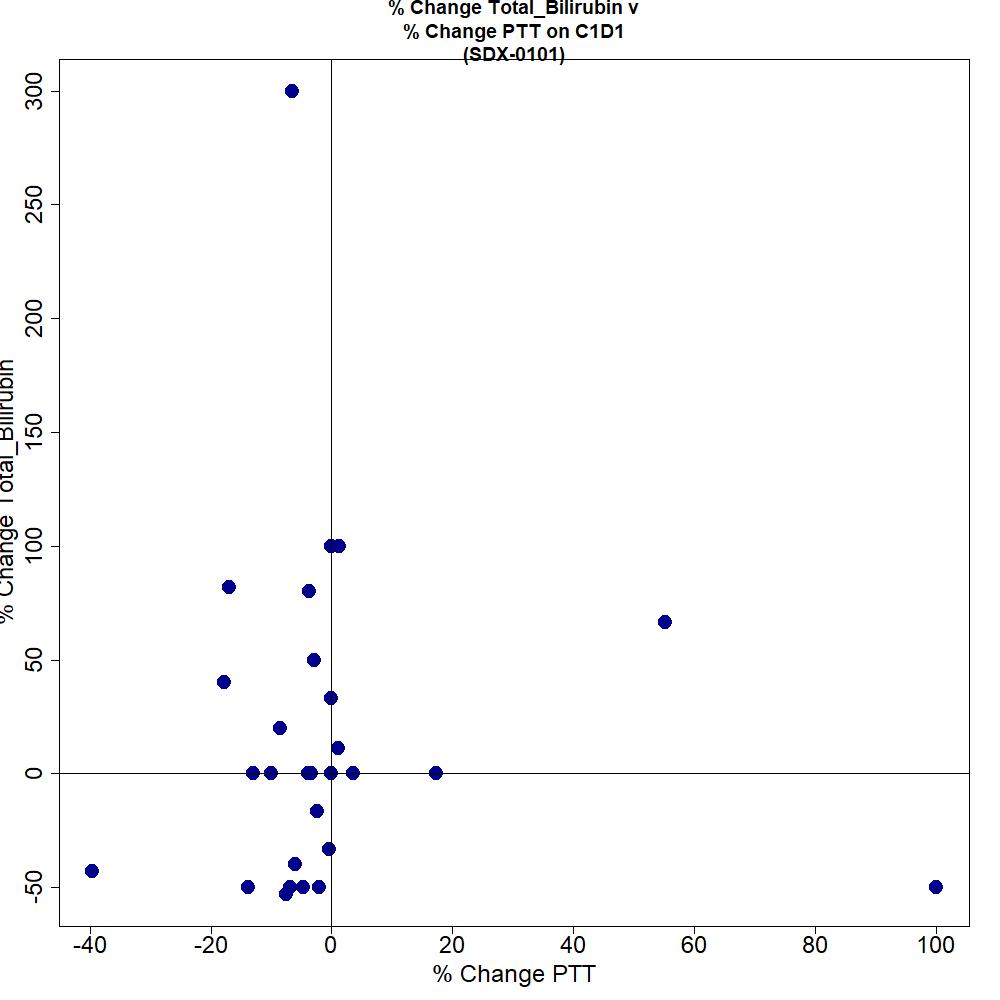 % Change Total_Bilirubin v
% Change PTT on C1D1
(SDX-0101)
% Change Total_Bilirubin
300
250
200
150
100
50
0
-50
-40 -20 0 20 40 60 80 100
% Change PTT